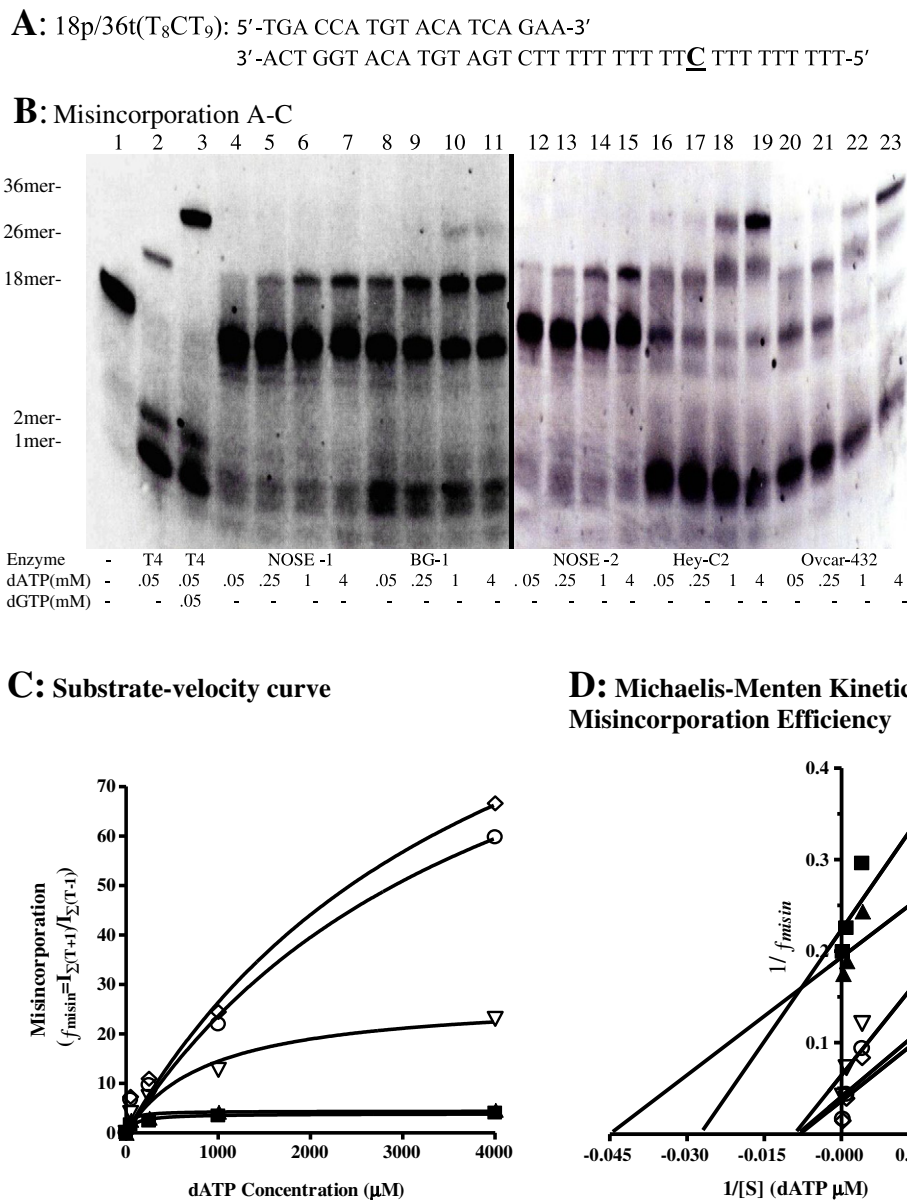 A: 18p/36t(T8CT9): 5′-TGA CCA TGT ACA TCA GAA-3′
3′-ACT GGT ACA TGT AGT CTT TTT TTT TTC TTT TTT TTT-5′
B: Misincorporation A-C
1 2 3 4 5 6 7 8 9 10 11 12 13 14 15 16 17 18 19 20 21 22 23
36mer-
26mer-
18mer-
2mer-
1mer-
Enzyme - T4 T4 NOSE-1 BG-1 NOSE-2 Hey-C2 Ovcar-432
dATP(mM) - .05 .05 .05 .25 1 4 .05 .25 1 4 .05 .25 1 4 .05 .25 1 4 .05 .25 1 4
dGTP(mM) - - .05 - - - - - - - - - - - - - - - - - - - -
C: Substrate-velocity curve
D: Michaelis-Menten Kinetic
Misincorporation Efficiency
Misincorporation
(fmisin=IΣ(T+1)/IΣ(T-1)
70
60
50
40
30
20
10
0
0 1000 2000 3000 4000
dATP Concentration (µM)
1/fmisin
0.4
0.3
0.2
0.1
-0.045 -0.030 -0.015 -0.000 0.
1/[S] (dATP µM)